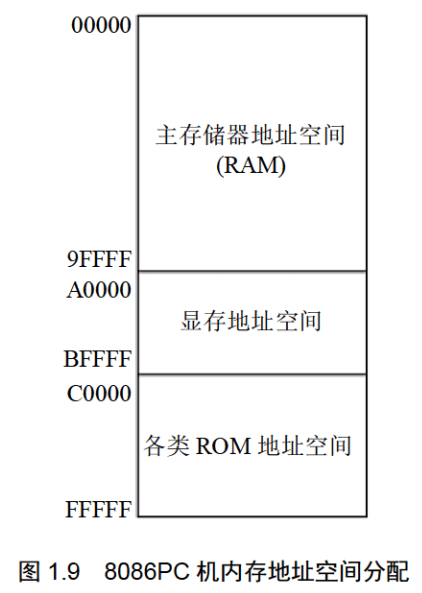 00000
主存储器地址空间
(RAM)
9FFFF
A0000
显存地址空间
BFFFF
C0000
各类 ROM 地址空间
FFFFF
图 1.9 8086PC 机内存地址空间分配